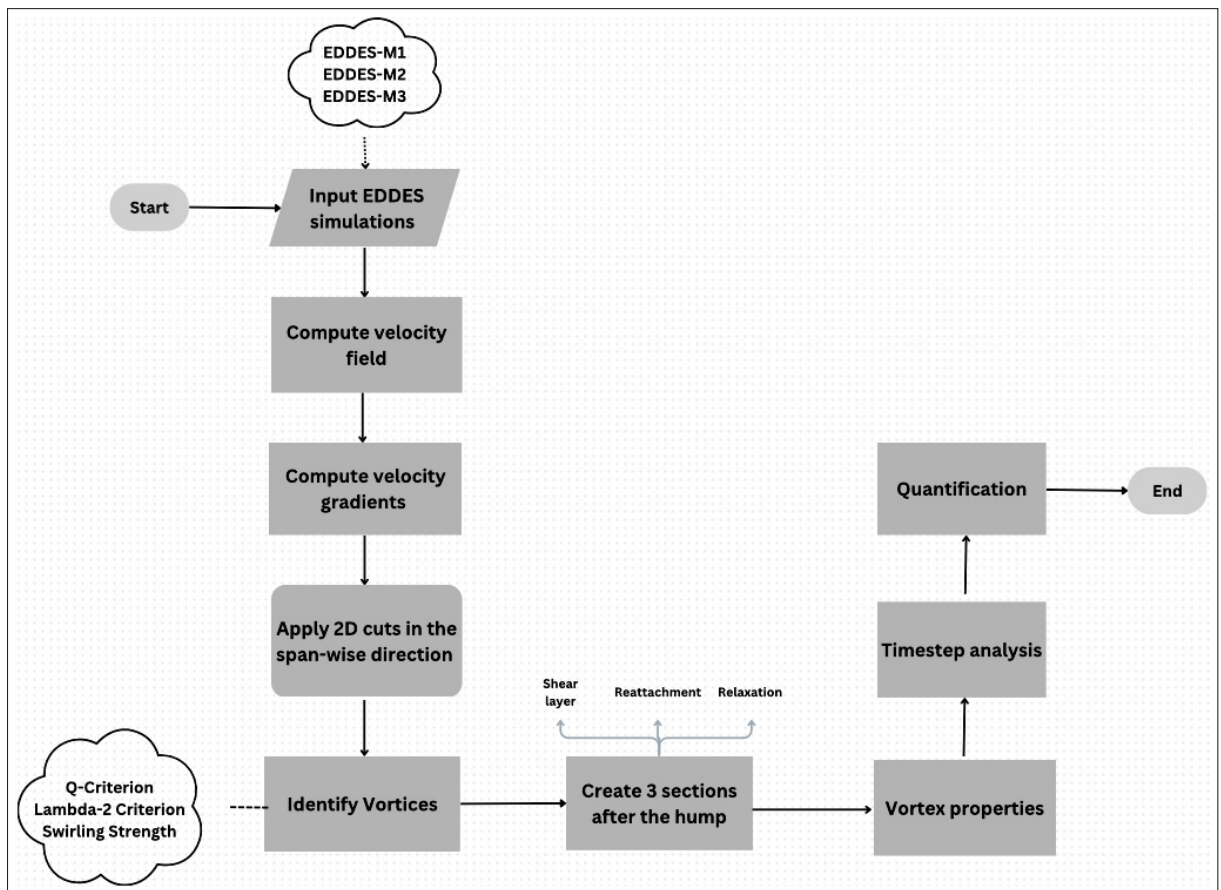 EDDES-M1
EDDES-M2
EDDES-M3
Start
Input EDDES
simulations
Compute velocity
field
Compute velocity
gradients
Apply 2D cuts in the
span-wise direction
Q-Criterion
Lambda-2 Criterion
Swirling Strength
Identify Vortices
Shear
layer
Reattachment
Relaxation
Create 3 sections
after the hump
Vortex properties
Timestep analysis
Quantification
End